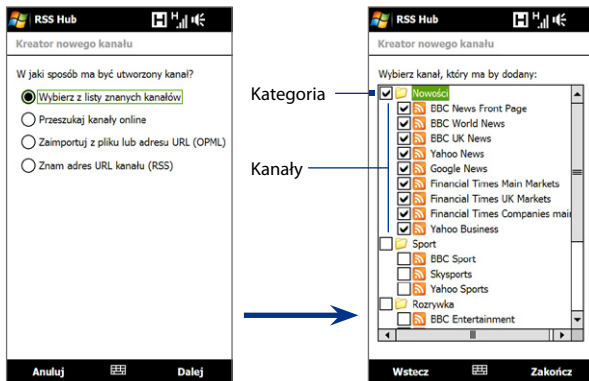 RSS Hub
Kreator nowego kanału
W jaki sposób ma być utworzony kanał?
Wybierz z listy znanych kanałów
Przeszukaj kanały online
Zaimportuj z pliku lub adresu URL (OPML)
Znam adres URL kanału (RSS)
Anuluj
Dalej
Kategoria
Kanały
RSS Hub
Kreator nowego kanału
Wybierz kanał, który ma by dodany:
Nowości
BBC News Front Page
BBC World News
BBC UK News
Yahoo News
Google News
Financial Times Main Markets
Financial Times UK Markets
Financial Times Companies mai
Yahoo Business
Sport
BBC Sport
Skysports
Yahoo Sports
Rozrywka
BBC Entertainment
Wstecz
Zakończ